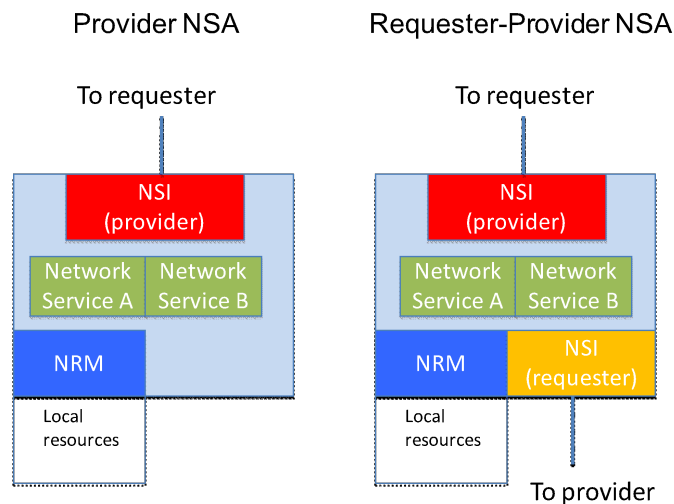 Provider NSA
To requester
NSI
(provider)
Network
Service A
Network
Service B
NRM
Local
resources
Requester-Provider NSA
To requester
NSI
(provider)
Network
Service A
Network
Service B
NRM
NSI
(requester)
Local
resources
To provider